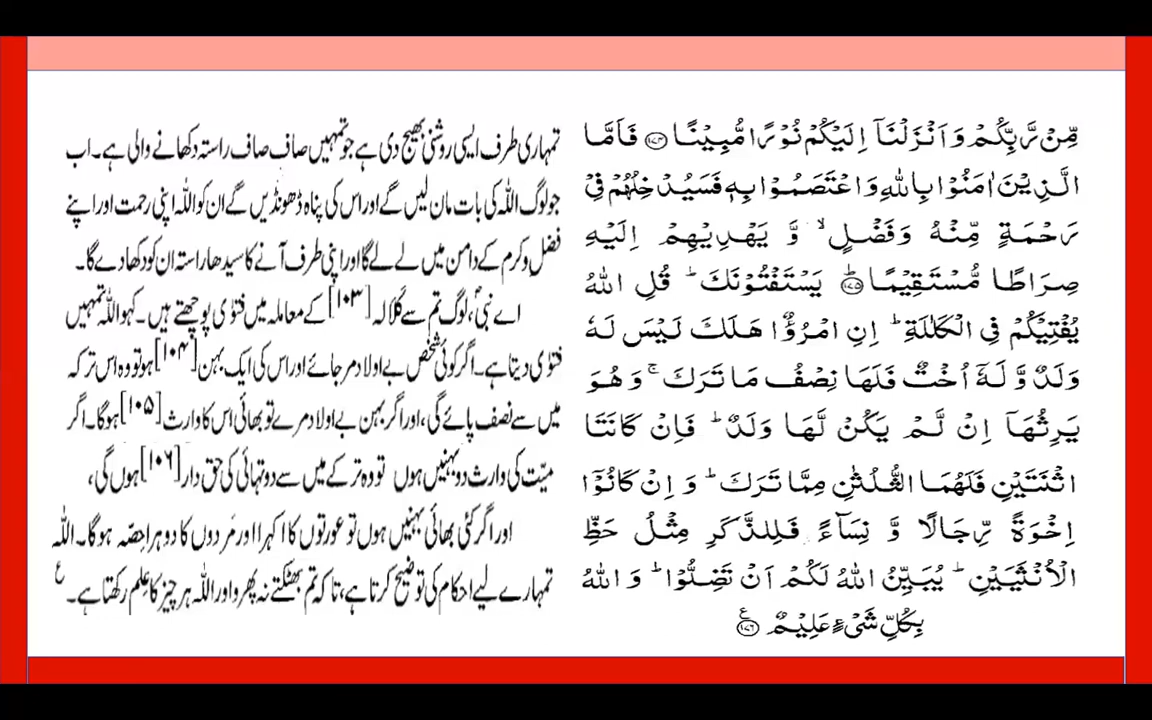 مِّنۡ رَّبِّكُمۡ وَاَنۡزَلۡنَاۤ اِلَيۡكُمۡ نُوۡرًا مُّبِيۡنًا ﴿۱۷۴﴾ فَاَمَّا
الَّذِيۡنَ اٰمَنُوۡا بِاللّٰهِ وَاعۡتَصَمُوۡا بِهٖ فَسَيُدۡخِلُهُمۡ فِىۡ
رَحۡمَةٍ مِّنۡهُ وَفَضۡلٍ ۙ وَّ يَهۡدِيۡهِمۡ اِلَيۡهِ
صِرَاطًا مُّسۡتَقِيۡمًا ؕ﴿۱۷۵﴾ يَسۡتَفۡتُوۡنَكَ ؕ قُلِ اللّٰهُ
يُفۡتِيۡكُمۡ فِى الۡكَلٰلَةِ ؕ اِنِ امۡرُؤٌا هَلَكَ لَيۡسَ لَهٗ
وَلَدٌ وَّ لَهٗۤ اُخۡتٌ فَلَهَا نِصۡفُ مَا تَرَكَ ۚ وَهُوَ
يَرِثُهَاۤ اِنۡ لَّمۡ يَكُنۡ لَّهَا وَلَدٌ ؕ فَاِنۡ كَانَتَا
اثۡنَتَيۡنِ فَلَهُمَا الثُّلُثٰنِ مِمَّا تَرَكَ ؕ وَ اِنۡ كَانُوۡۤا
اِخۡوَةً رِّجَالًا وَّ نِسَآءً فَلِلذَّكَرِ مِثۡلُ حَظِّ
الۡاُنۡثَيَيۡنِ ؕ يُبَيِّنُ اللّٰهُ لَكُمۡ اَنۡ تَضِلُّوۡا ؕ وَ اللّٰهُ
بِكُلِّ شَىۡءٍ عَلِيۡمٌ ﴿۱۷۶﴾ ع
تمہاری طرف ایسی روشنی بھیج دی ہے جو تمہیں صاف صاف راستہ دکھانے والی ہے۔ اب
جو لوگ اللہ کی بات مان لیں گے اور اس کی پناہ ڈھونڈیں گے ان کو اللہ اپنی رحمت اور اپنے
فضل و کرم کے دامن میں لے لے گا اور اپنی طرف آنے کا سیدھا راستہ ان کو دکھا دے گا۔
اے نبیؐ، لوگ تم سے کلالہ [۱۰۳] کے معاملہ میں فتوٰی پوچھتے ہیں۔ کہو اللہ تمہیں
فتوٰی دیتا ہے۔ اگر کوئی شخص بے اولاد مر جائے اور اس کی ایک بہن [۱۰۴] ہو تو وہ اس ترکہ
میں سے نصف پائے گی، اور اگر بہن بے اولاد مرے تو بھائی اس کا وارث [۱۰۵] ہوگا۔ اگر
میّت کی وارث دو بہنیں ہوں تو وہ ترکے میں سے دو تہائی کی حق دار [۱۰۶] ہوں گی،
اور اگر کئی بھائی بہنیں ہوں تو عورتوں کا اکہرا اور مَردوں کا دوہرا حصّہ ہوگا۔ اللہ
تمہارے لیے احکام کی توضیح کرتا ہے، تاکہ تم بھٹکتے نہ پھرو اور اللہ ہر چیز کا عِلم رکھتا ہے۔ ع